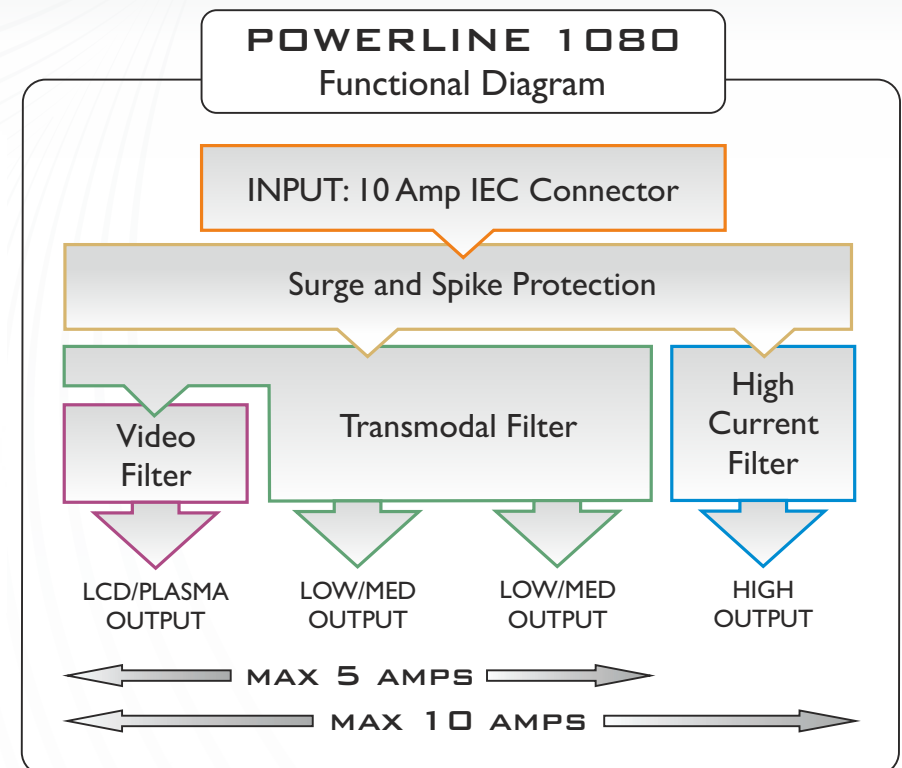 POWERLINE 1080
Functional Diagram
INPUT: 10 Amp IEC Connector
Surge and Spike Protection
Video
Filter
Transmodal Filter
High
Current
Filter
LCD/PLASMA
OUTPUT
LOW/MED
OUTPUT
LOW/MED
OUTPUT
HIGH
OUTPUT
MAX 5 AMPS
MAX 10 AMPS